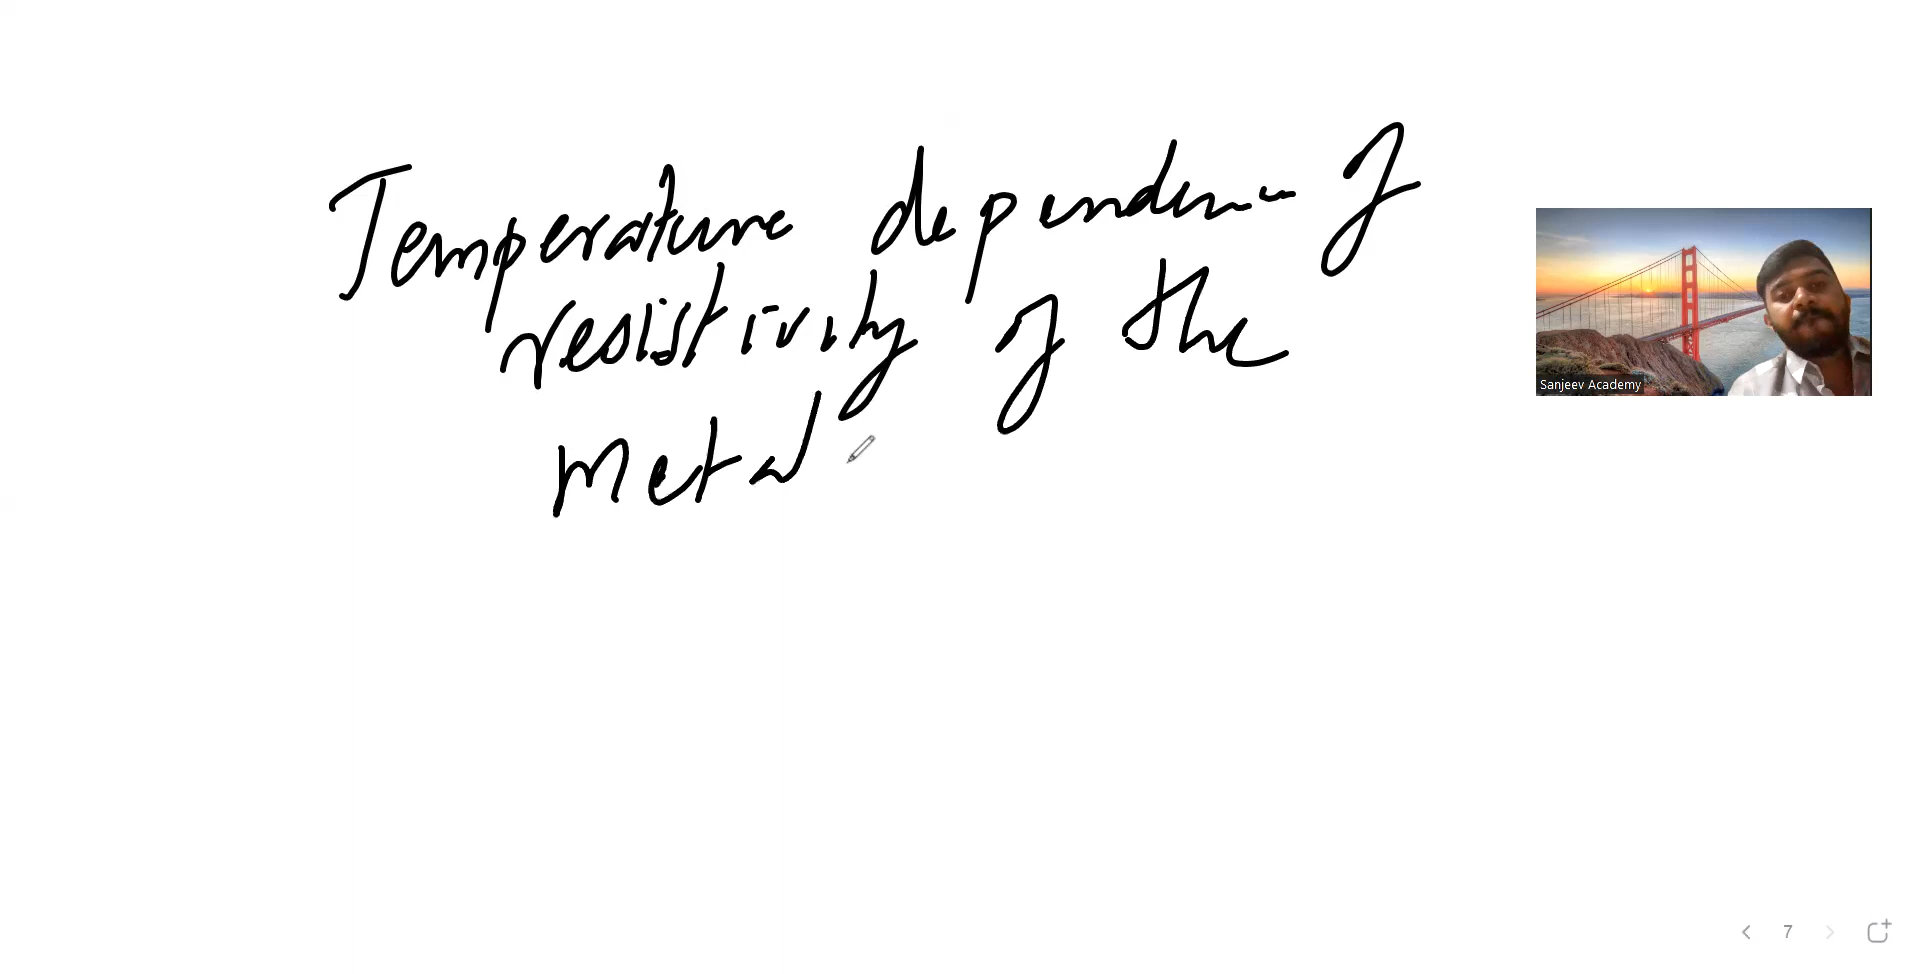 Temperature dependence of
resistivity of the
metal
Sanjeev Academy
7